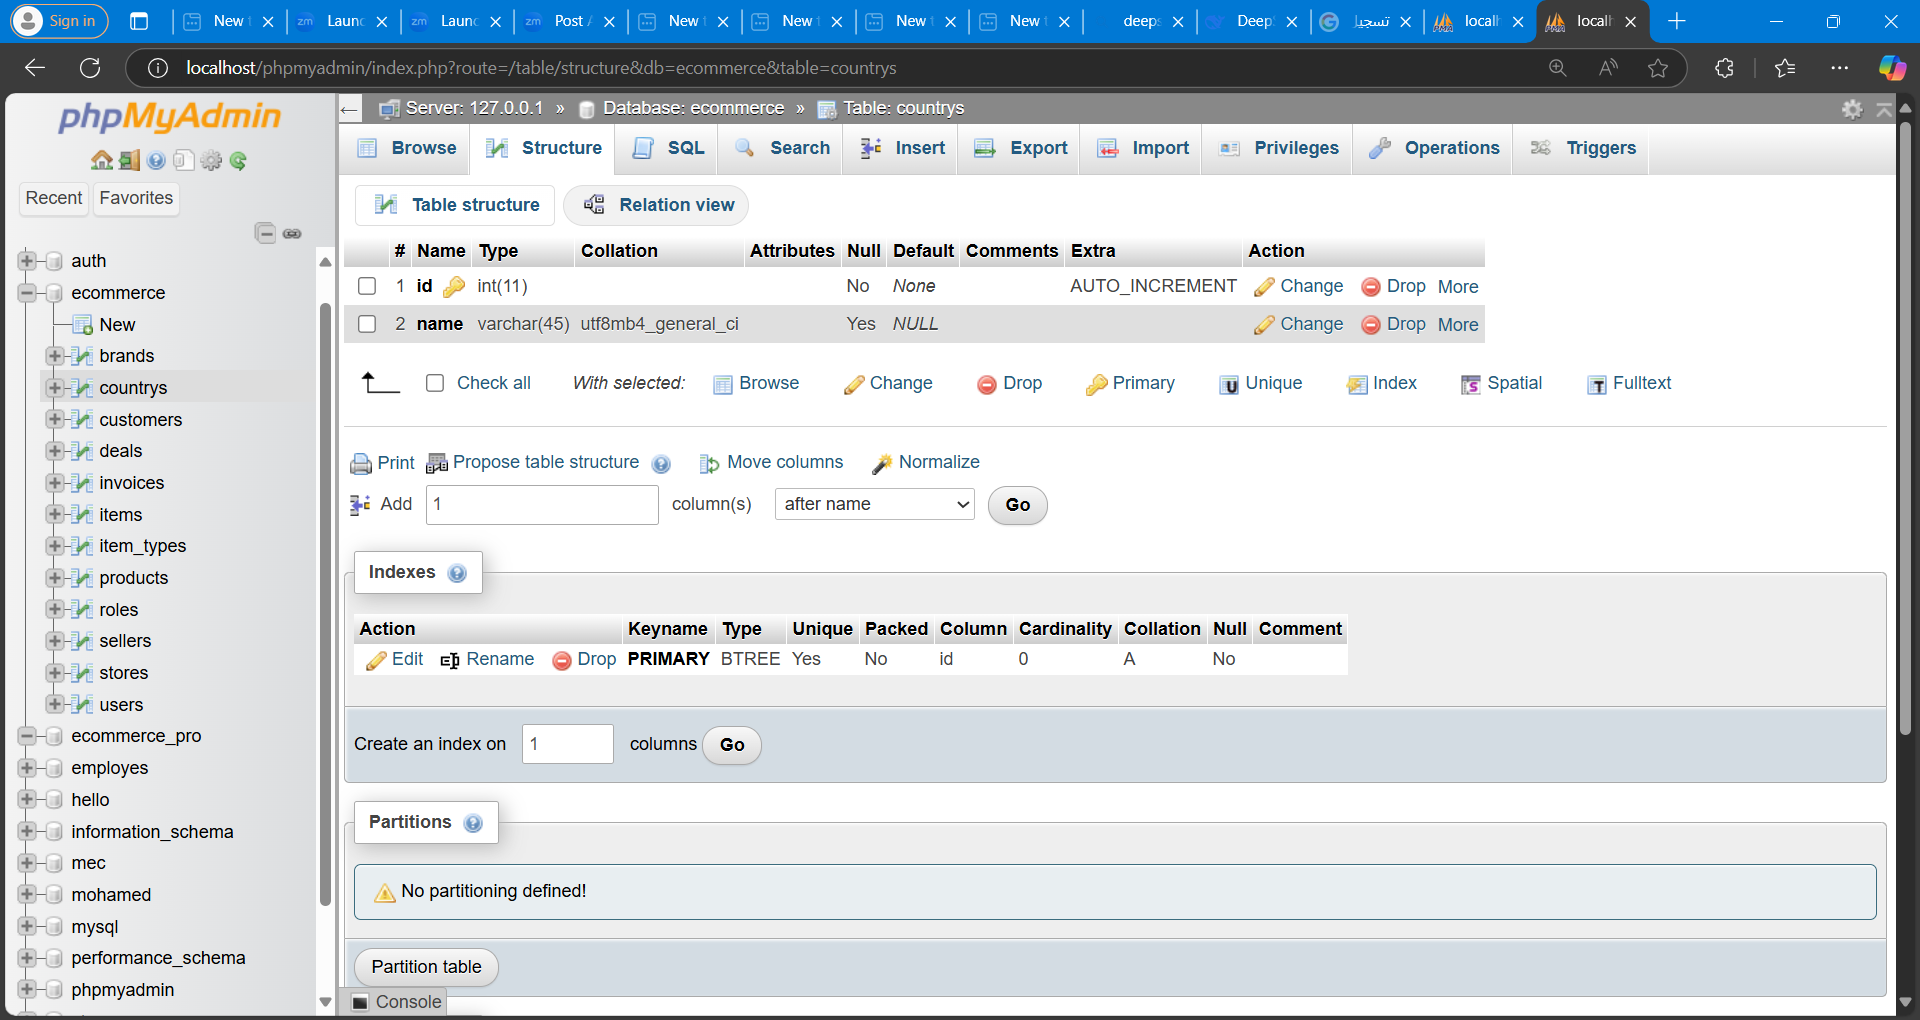 Sign in
New t
Laun
Laun
Post A
New t
New t
New t
New t
deeps
Deep
تسجيل
localh
localh
localhost/phpmyadmin/index.php?route=/table/structure&db=ecommerce&table=countrys
phpMyAdmin
Recent
Favorites
auth
ecommerce
New
brands
countrys
customers
deals
invoices
items
item_types
products
roles
sellers
stores
users
ecommerce_pro
employes
hello
information_schema
mec
mohamed
mysql
performance_schema
phpmyadmin
Server: 127.0.0.1 » Database: ecommerce » Table: countrys
Browse Structure SQL Search Insert Export Import Privileges Operations Triggers
Table structure Relation view
# Name Type Collation Attributes Null Default Comments Extra Action
1 id int(11) No None AUTO_INCREMENT Change Drop More
2 name varchar(45) utf8mb4_general_ci Yes NULL Change Drop More
Check all With selected: Browse Change Drop Primary Unique Index Spatial Fulltext
Print Propose table structure Move columns Normalize
Add 1 column(s) after name Go
Indexes
Action Keyname Type Unique Packed Column Cardinality Collation Null Comment
Edit Rename Drop PRIMARY BTREE Yes No id 0 A No
Create an index on 1 columns Go
Partitions
No partitioning defined!
Partition table
Console